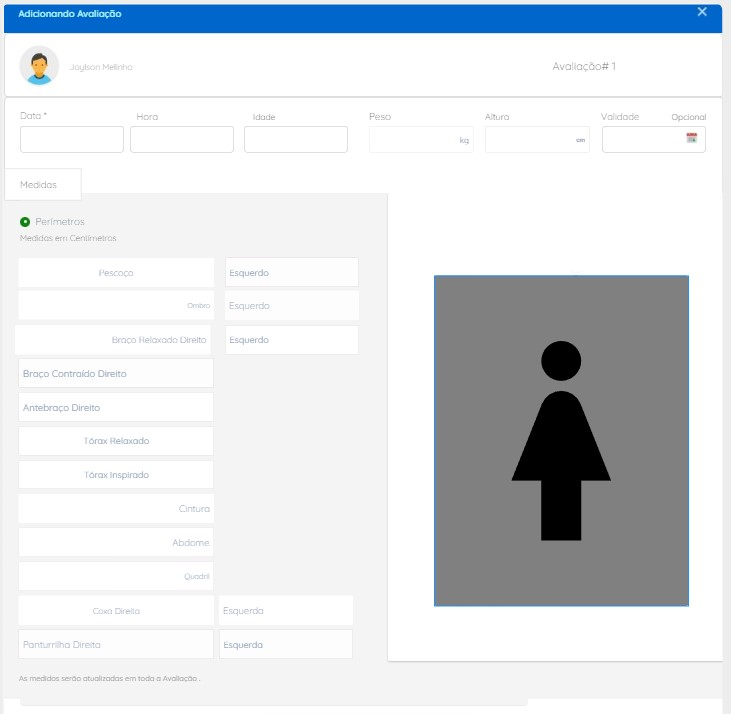 Adicionando Avaliação
Joylson Melinho
Avaliação# 1
Data * Hora Idade Peso Altura Validade Opcional
kg cm
Medidas
Perímetros
Medidas em Centímetros
Pescoço Esquerdo
Ombro Esquerdo
Braço Relaxado Direito Esquerdo
Braço Contraído Direito
Antebraço Direito
Tórax Relaxado
Tórax Inspirado
Cintura
Abdome
Quadril
Coxa Direita Esquerda
Panturrilha Direita Esquerda
As medidos serão atualizadas em toda a Avaliação.